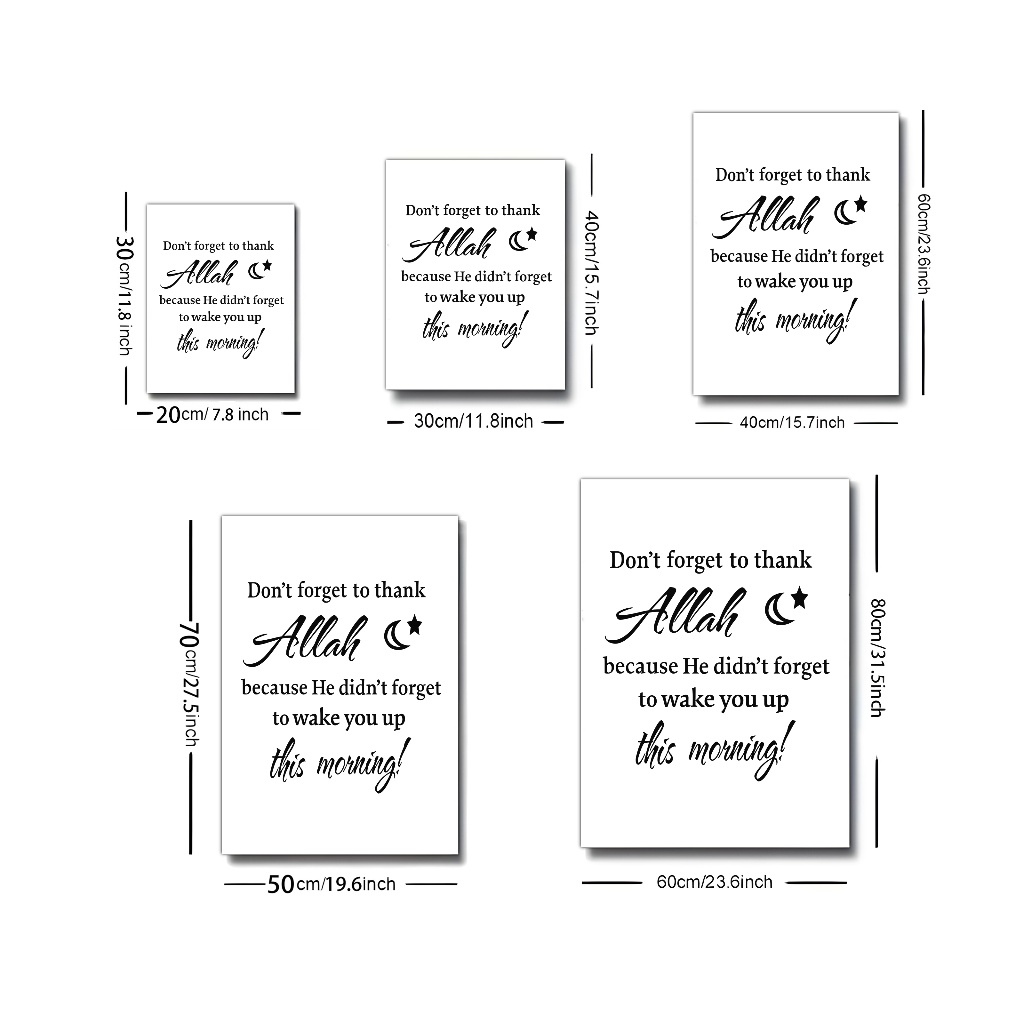 Don't forget to thank
Allah
because He didn't forget
to wake you up
this morning!
30cm/11.8 inch
20cm/ 7.8 inch
Don't forget to thank
Allah
because He didn't forget
to wake you up
this morning!
40cm/15.7inch
30cm/11.8inch
Don't forget to thank
Allah
because He didn't forget
to wake you up
this morning!
60cm/23.6inch
40cm/15.7inch
Don't forget to thank
Allah
because He didn't forget
to wake you up
this morning!
70cm/27.5inch
50cm/19.6inch
Don't forget to thank
Allah
because He didn't forget
to wake you up
this morning!
80cm/31.5inch
60cm/23.6inch